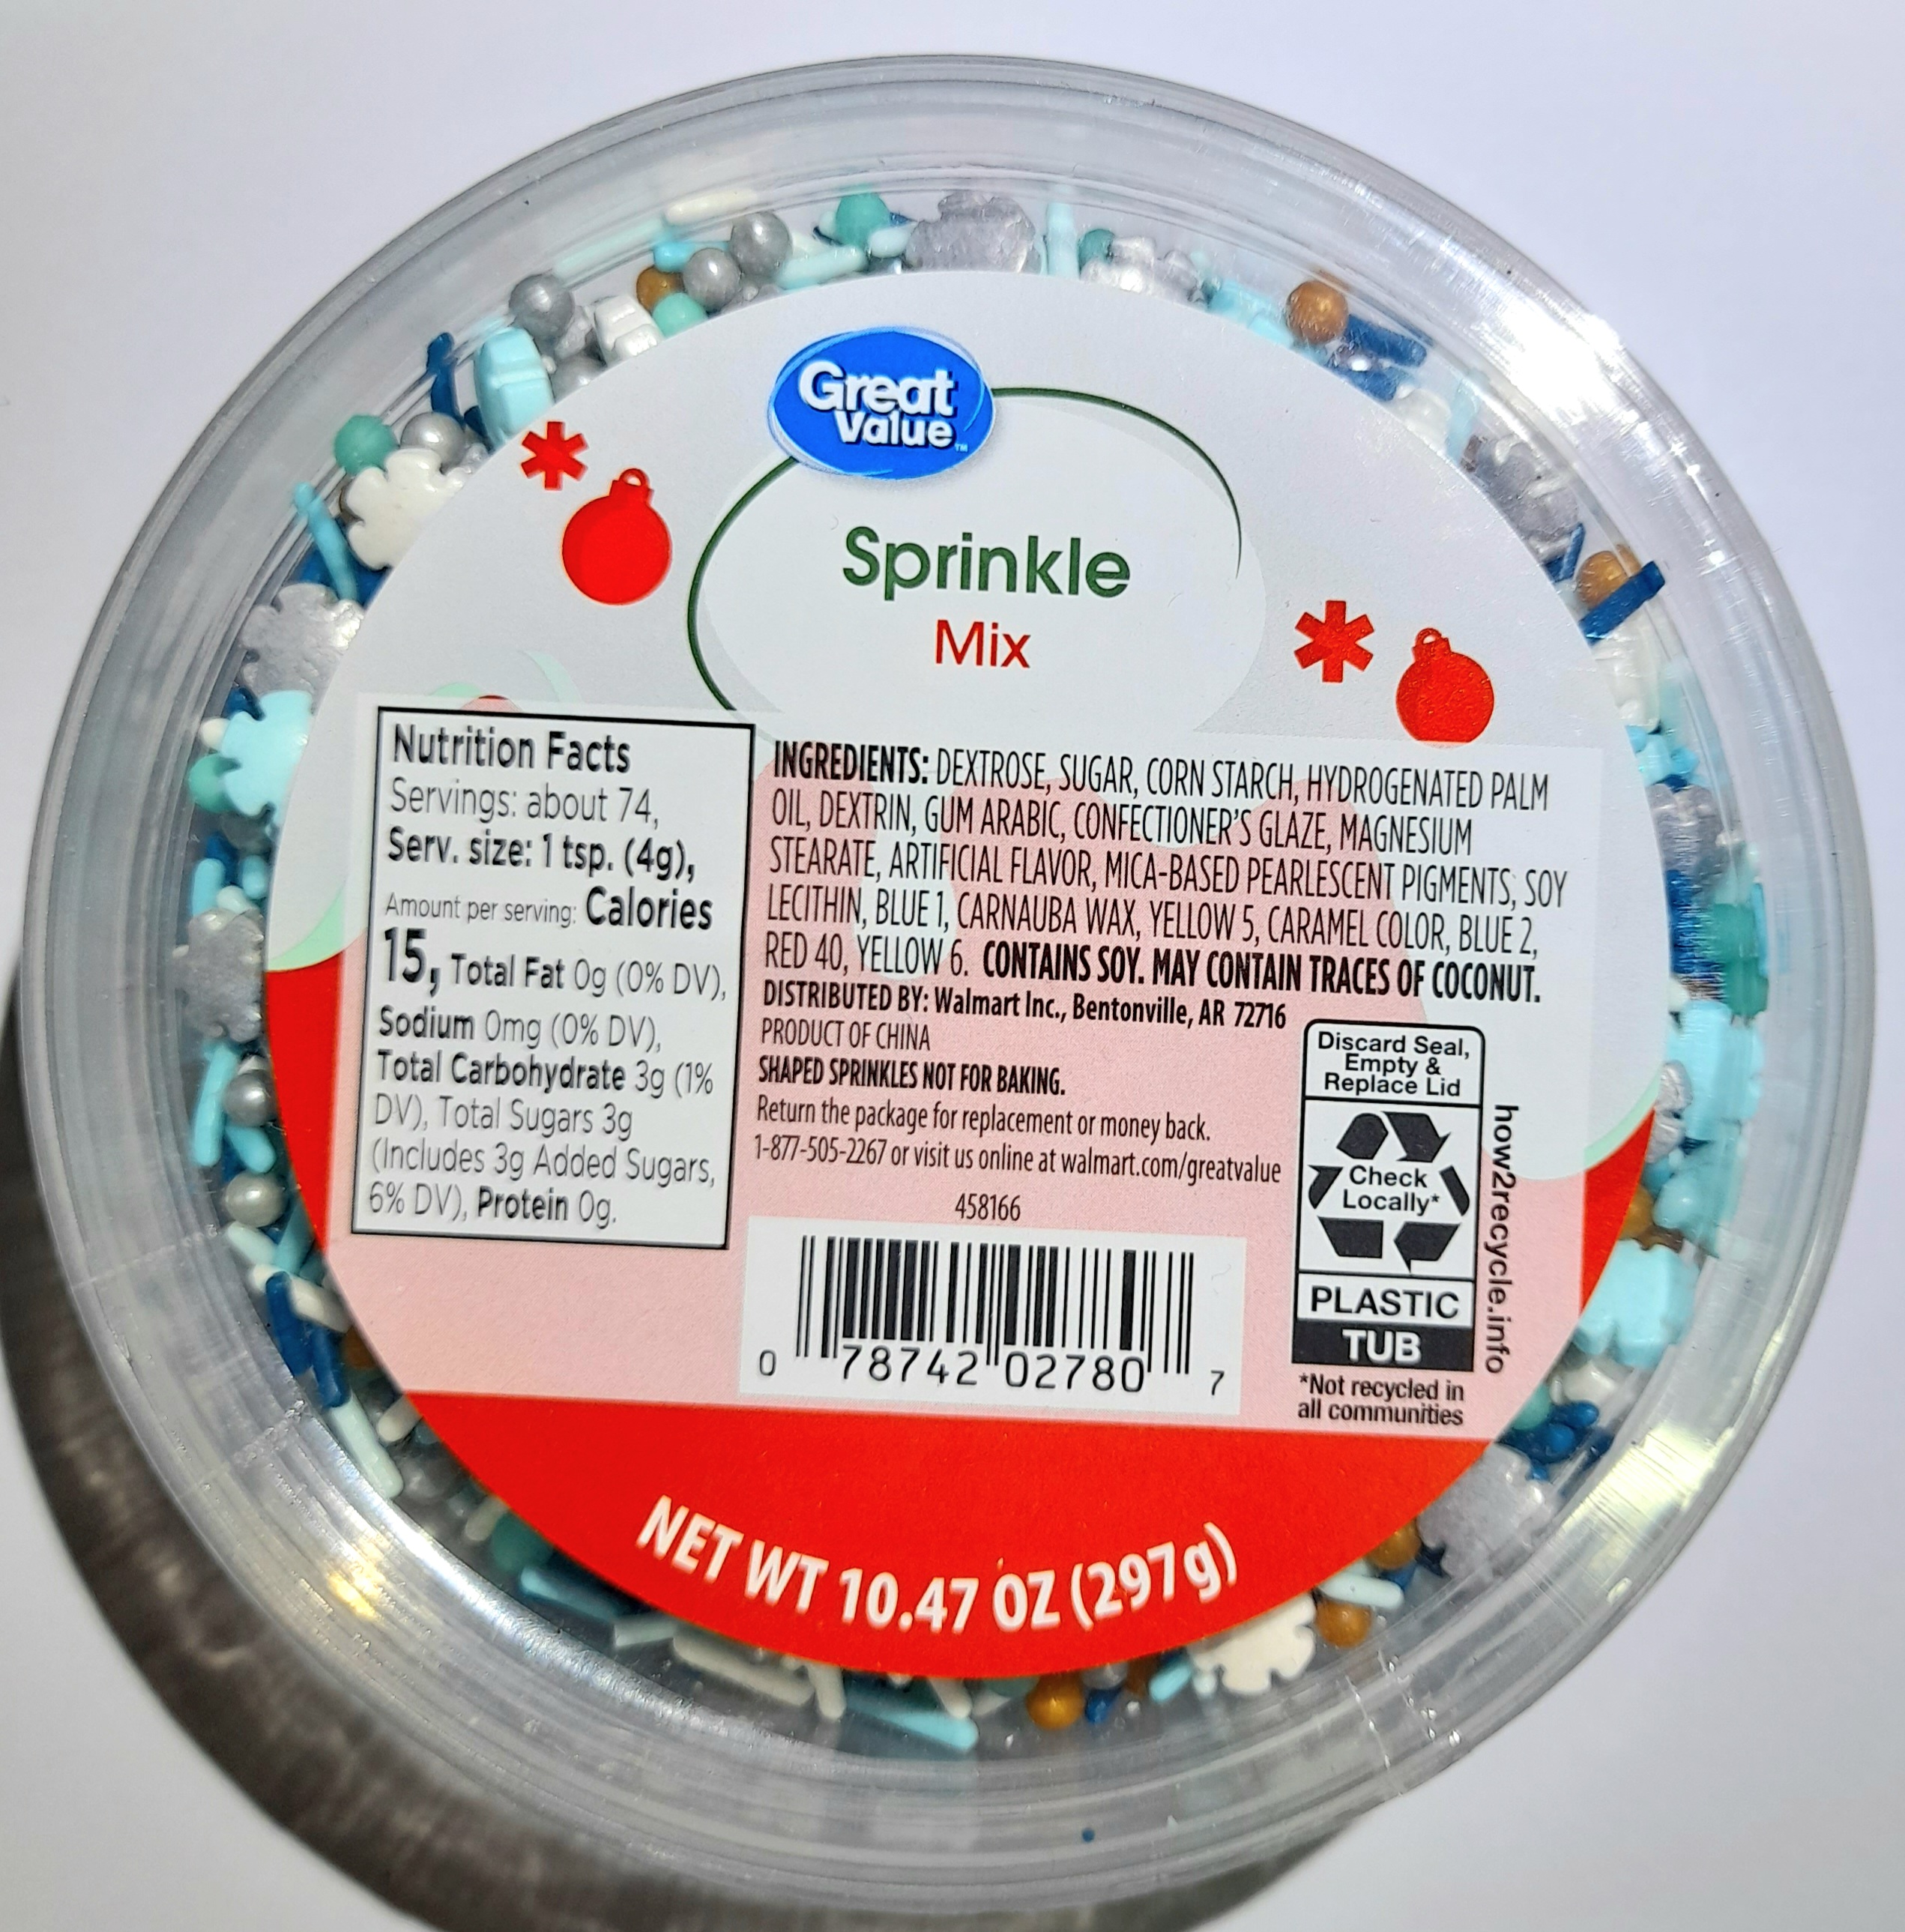 Great
Value™
Sprinkle
Mix
Nutrition Facts
Servings: about 74,
Serv. size: 1 tsp. (4g),
Amount per serving: Calories
15, Total Fat 0g (0% DV),
Sodium 0mg (0% DV),
Total Carbohydrate 3g (1%
DV), Total Sugars 3g
(Includes 3g Added Sugars,
6% DV), Protein 0g.
INGREDIENTS: DEXTROSE, SUGAR, CORN STARCH, HYDROGENATED PALM
OIL, DEXTRIN, GUM ARABIC, CONFECTIONER'S GLAZE, MAGNESIUM
STEARATE, ARTIFICIAL FLAVOR, MICA-BASED PEARLESCENT PIGMENTS, SOY
LECITHIN, BLUE 1, CARNAUBA WAX, YELLOW 5, CARAMEL COLOR, BLUE 2,
RED 40, YELLOW 6. CONTAINS SOY. MAY CONTAIN TRACES OF COCONUT.
DISTRIBUTED BY: Walmart Inc., Bentonville, AR 72716
PRODUCT OF CHINA
SHAPED SPRINKLES NOT FOR BAKING.
Return the package for replacement or money back.
1-877-505-2267 or visit us online at walmart.com/greatvalue
458166
0 78742 02780 7
Discard Seal,
Empty &
Replace Lid
Check
Locally*
PLASTIC
TUB
how2recycle.info
*Not recycled in
all communities
NET WT 10.47 OZ (297g)